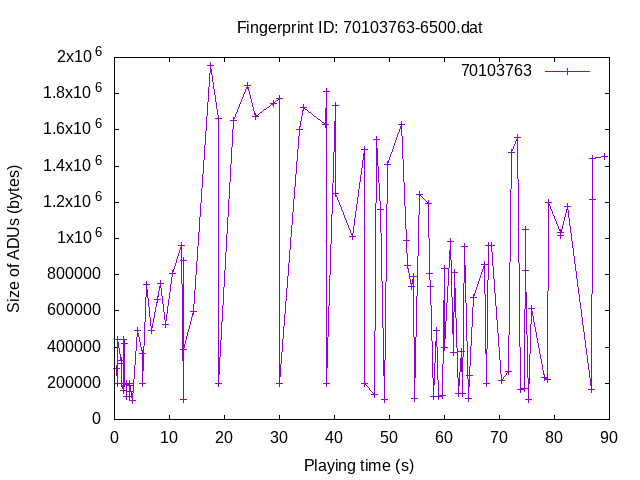 Fingerprint ID: 70103763-6500.dat
70103763
2x10^6
1.8x10^6
1.6x10^6
1.4x10^6
1.2x10^6
1x10^6
800000
600000
400000
200000
0
Size of ADUs (bytes)
0 10 20 30 40 50 60 70 80 90
Playing time (s)